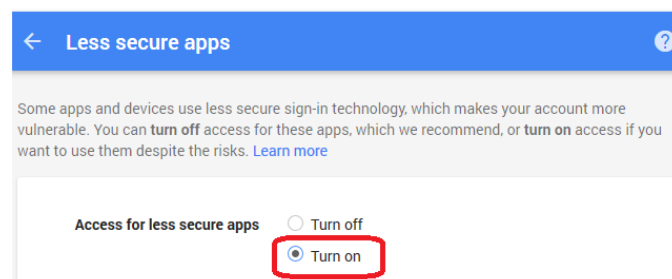 Less secure apps
Some apps and devices use less secure sign-in technology, which makes your account more
vulnerable. You can turn off access for these apps, which we recommend, or turn on access if you
want to use them despite the risks. Learn more
Access for less secure apps Turn off
Turn on